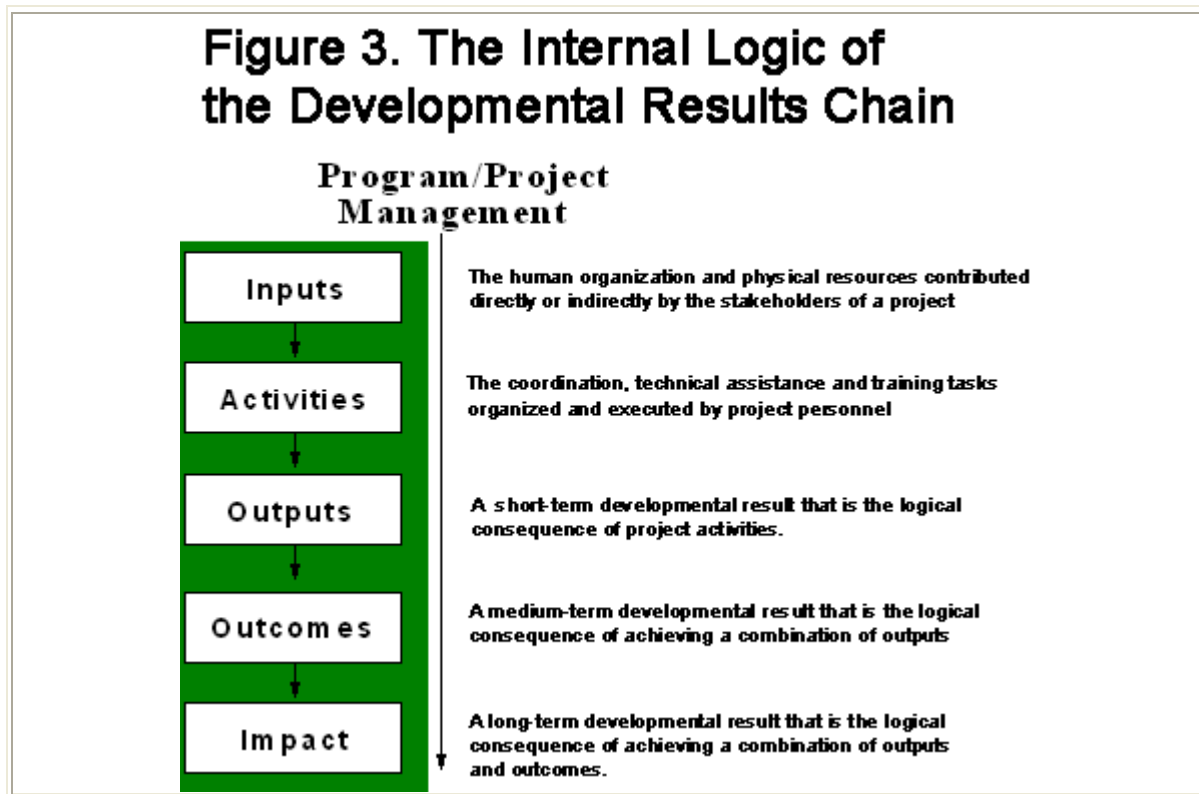 Figure 3. The Internal Logic of
the Developmental Results Chain
Program/Project
Management
Inputs
The human organization and physical resources contributed
directly or indirectly by the stakeholders of a project
Activities
The coordination, technical assistance and training tasks
organized and executed by project personnel
Outputs
A short-term developmental result that is the logical
consequence of project activities.
Outcomes
A medium-term developmental result that is the logical
consequence of achieving a combination of outputs
Impact
A long-term developmental result that is the logical
consequence of achieving a combination of outputs
and outcomes.